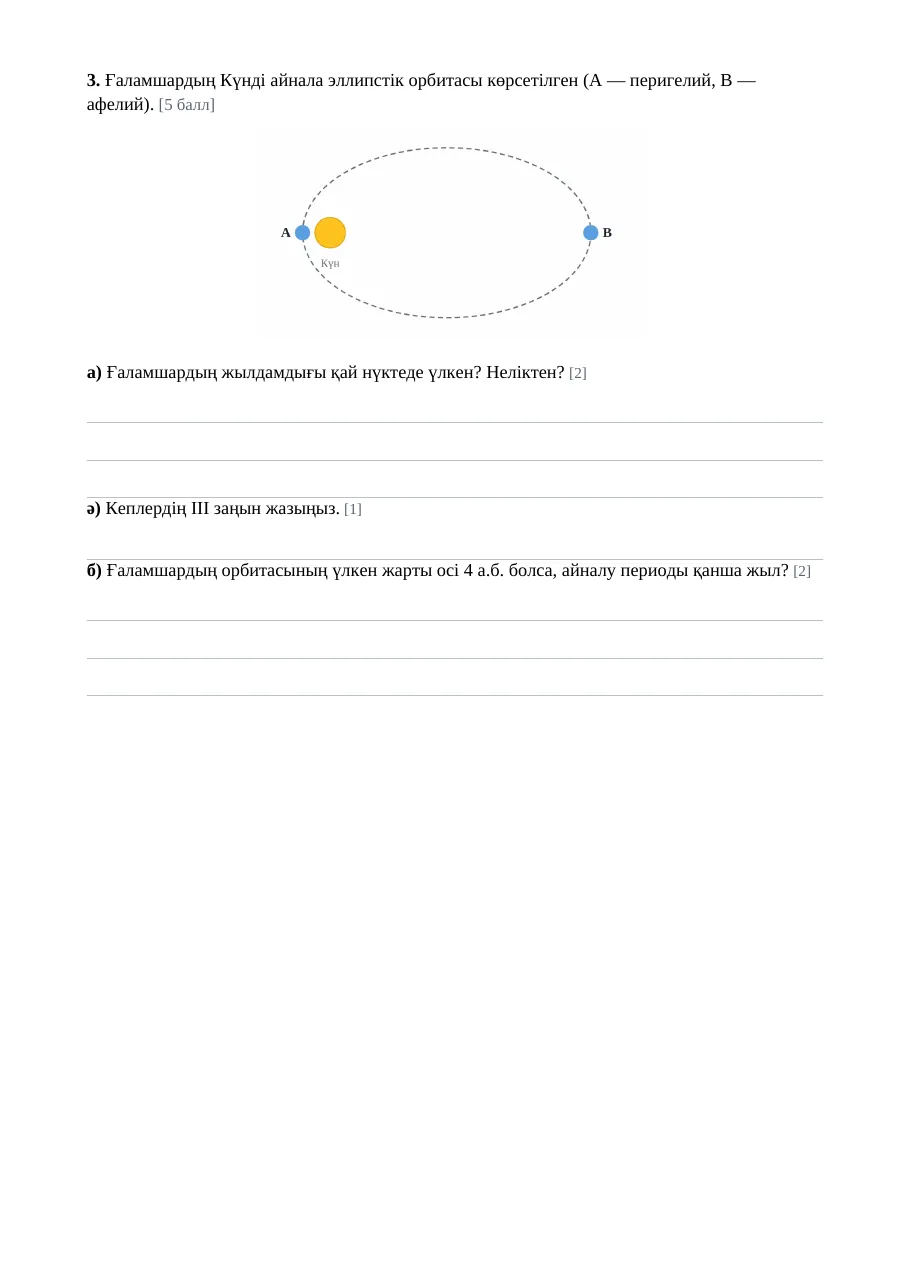 3. Ғаламшардың Күнді айнала эллипстік орбитасы көрсетілген (А — перигелий, В —
афелий). [5 балл]
A
B
Күн
а) Ғаламшардың жылдамдығы қай нүктеде үлкен? Неліктен? [2]
ә) Кеплердің III заңын жазыңыз. [1]
б) Ғаламшардың орбитасының үлкен жарты осі 4 а.б. болса, айналу периоды қанша жыл? [2]